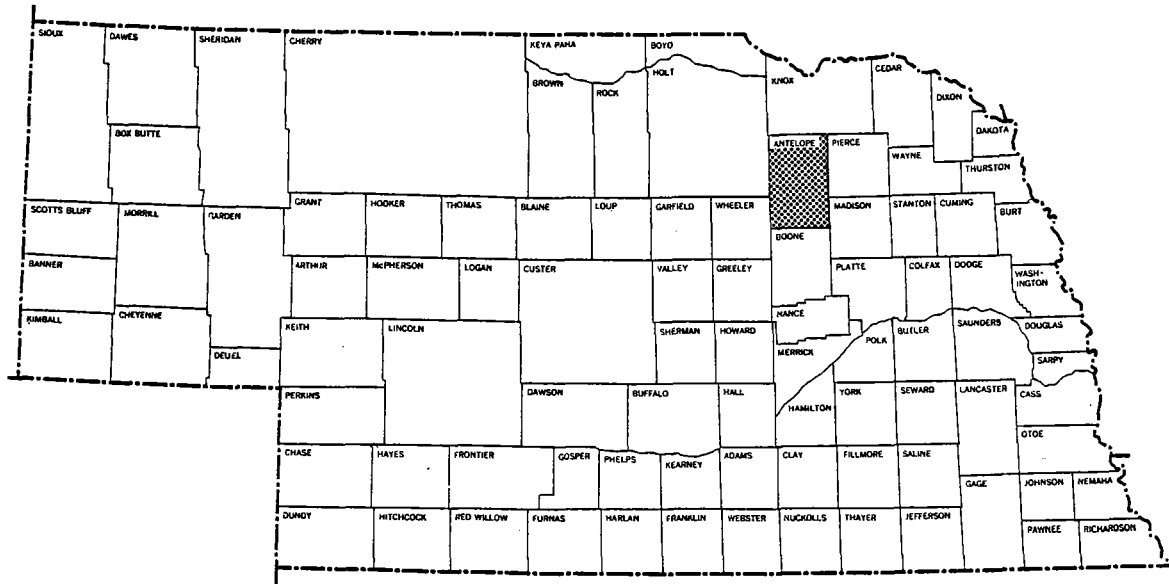 SIOUX
DAWES
SHERIDAN
CHERRY
KEYA PAHA
BOYD
BROWN
ROCK
HOLT
KNOX
CEDAR
DIXON
DAKOTA
BOX BUTTE
ANTELOPE
PIERCE
WAYNE
THURSTON
SCOTTS BLUFF
MORRILL
GARDEN
GRANT
HOOKER
THOMAS
BLAINE
LOUP
GARFIELD
WHEELER
BOONE
MADISON
STANTON
CUMING
BURT
BANNER
ARTHUR
McPHERSON
LOGAN
CUSTER
VALLEY
GREELEY
PLATTE
COLFAX
DODGE
WASH-
INGTON
KIMBALL
CHEYENNE
DEUEL
KEITH
LINCOLN
SHERMAN
HOWARD
NANCE
MERRICK
POLK
BUTLER
SAUNDERS
DOUGLAS
SARPY
PERKINS
DAWSON
BUFFALO
HALL
HAMILTON
YORK
SEWARD
LANCASTER
CASS
OTOE
CHASE
HAYES
FRONTIER
GOSPER
PHELPS
KEARNEY
ADAMS
CLAY
FILLMORE
SALINE
GAGE
JOHNSON
NEMAHA
DUNDY
HITCHCOCK
RED WILLOW
FURNAS
HARLAN
FRANKLIN
WEBSTER
NUCKOLLS
THAYER
JEFFERSON
PAWNEE
RICHARDSON